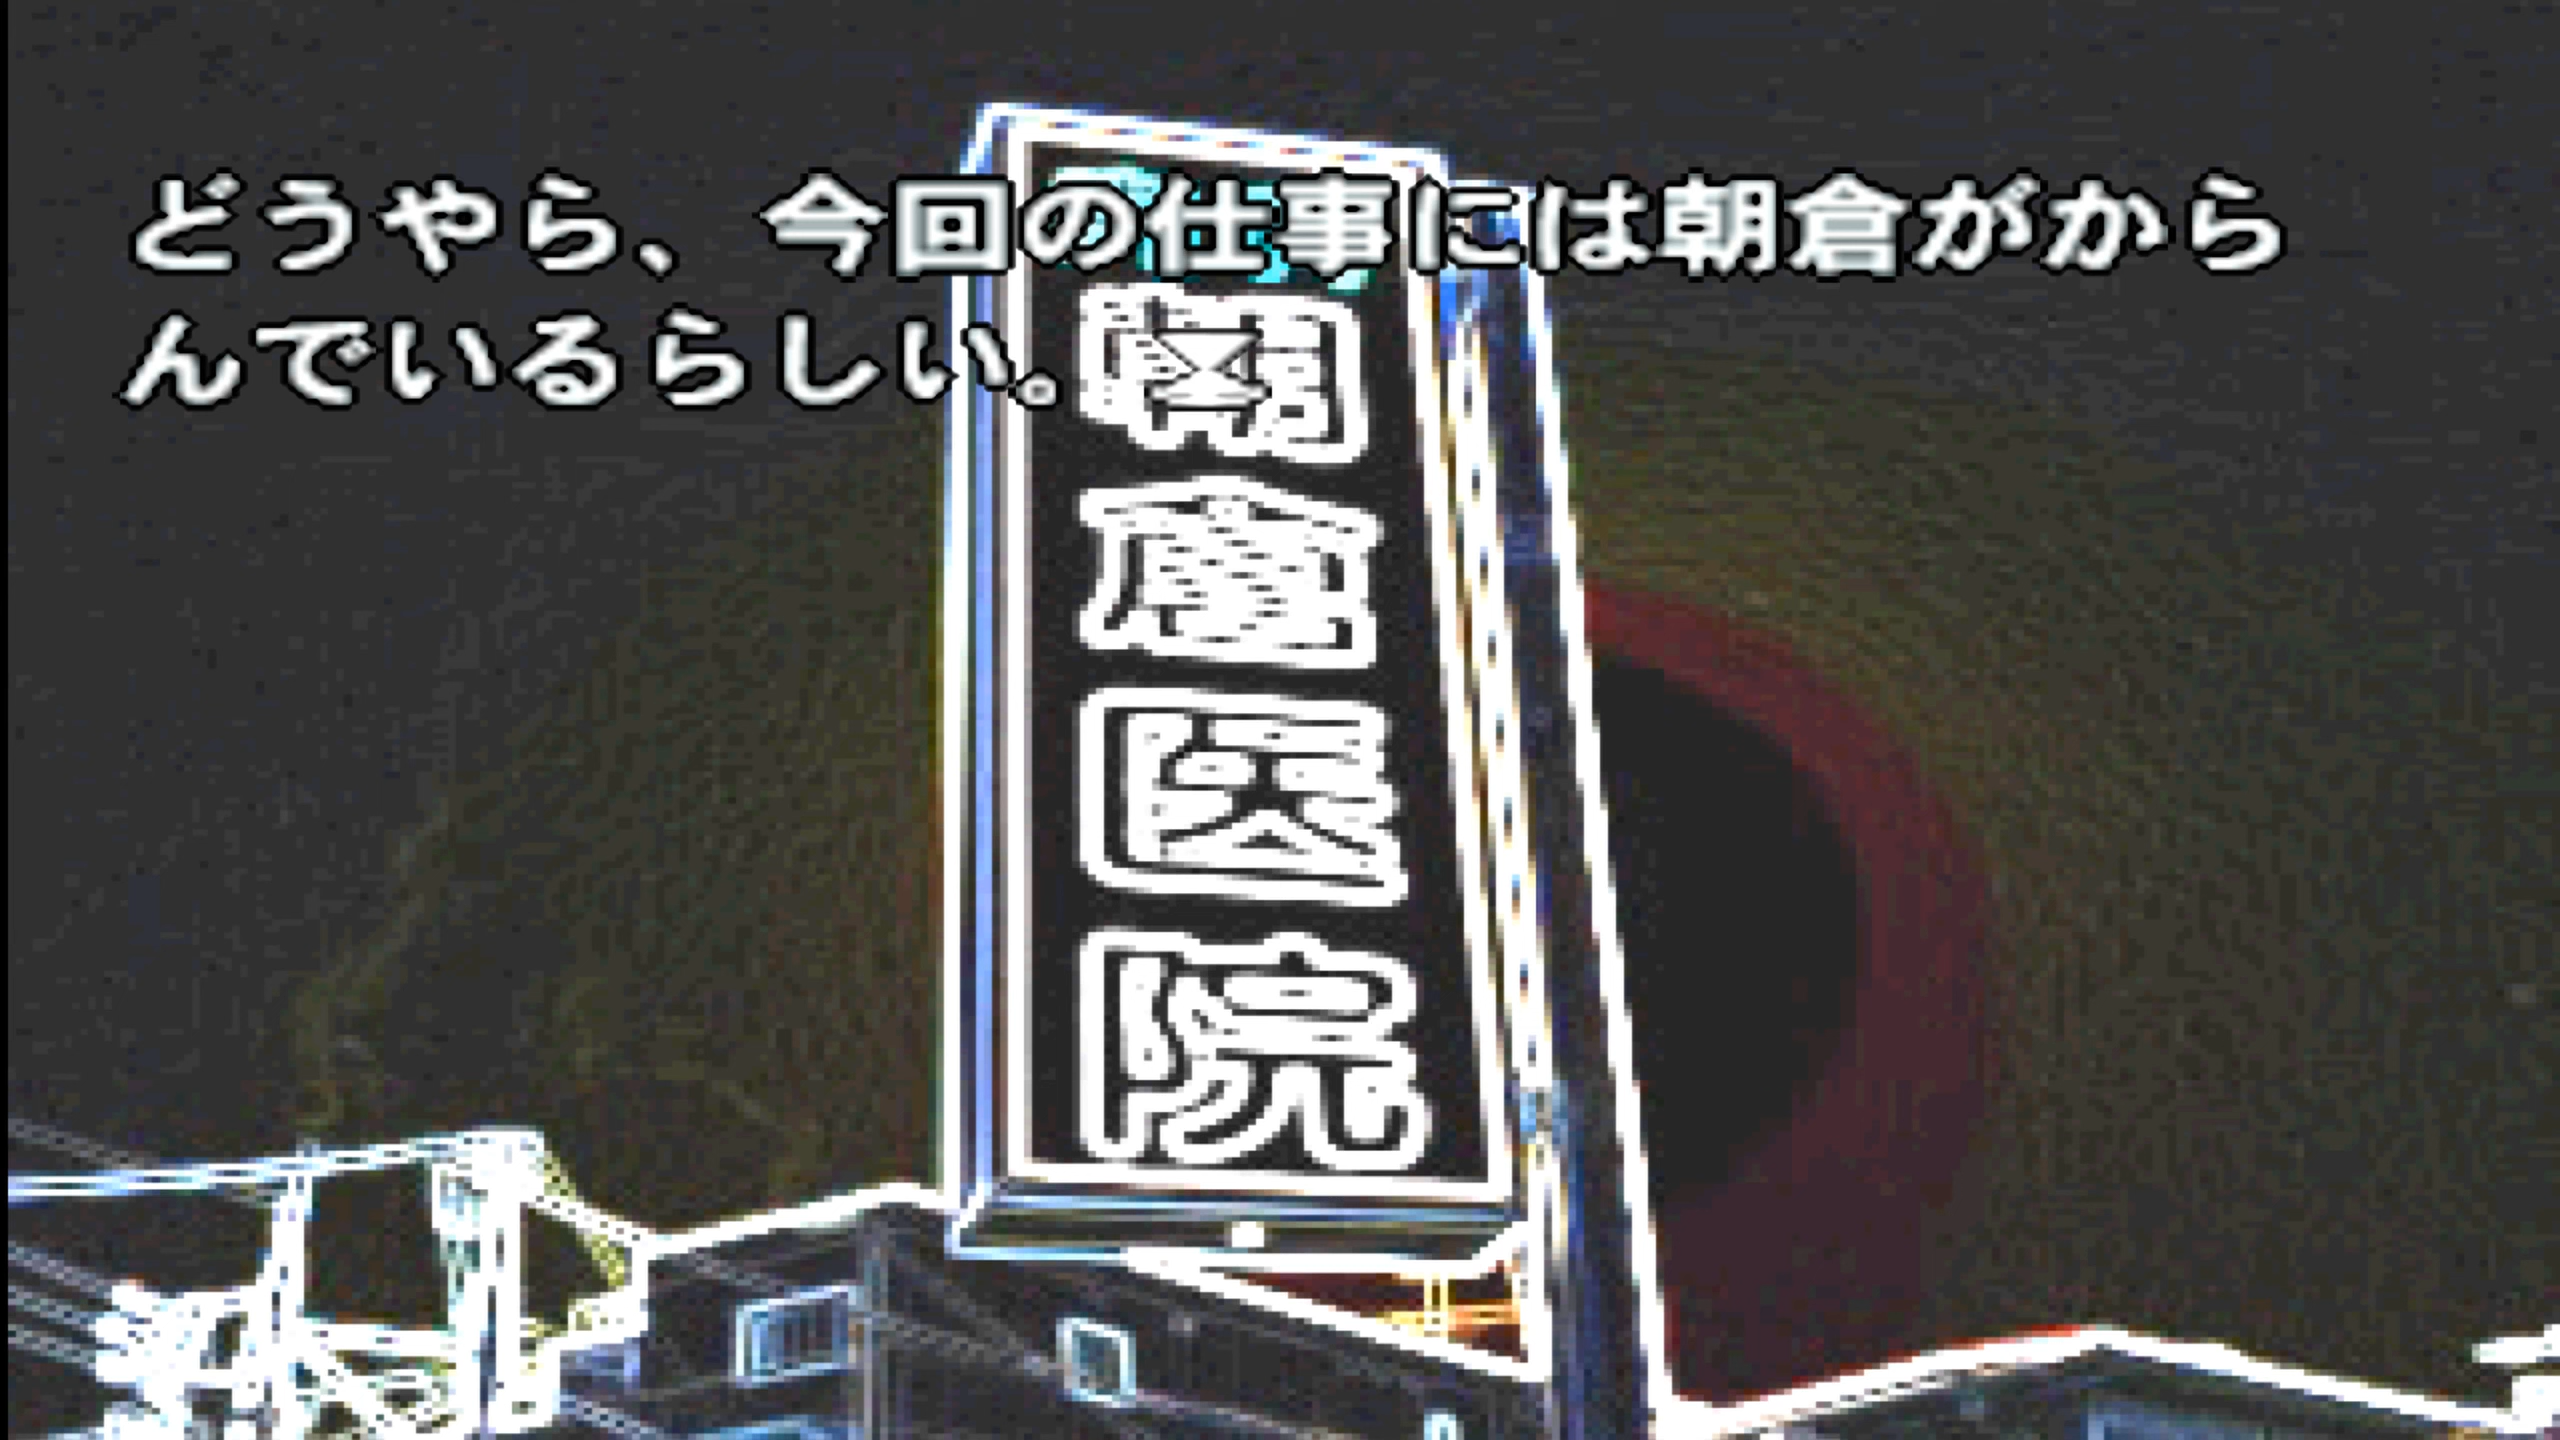 どうやら、今回の仕事には朝倉がから
んでいるらしい。
朝倉医院